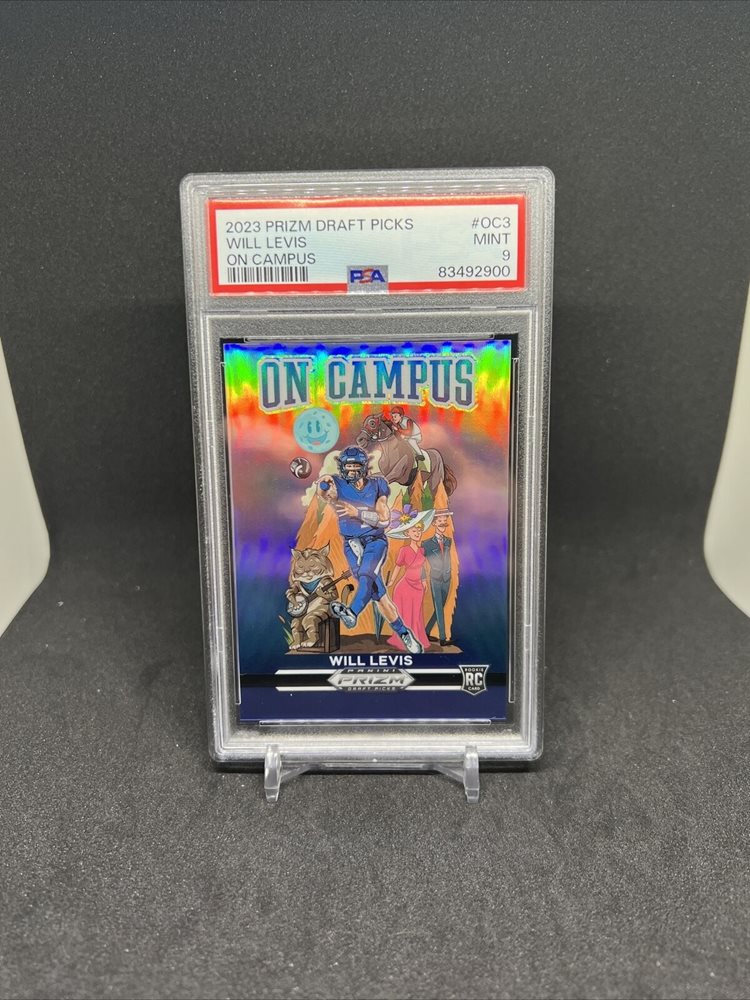 2023 PRIZM DRAFT PICKS #OC3
WILL LEVIS MINT
ON CAMPUS 9
PSA 83492900
ON CAMPUS
WILL LEVIS
PANINI
PRIZM
DRAFT PICKS
ROOKIE
RC
CARD